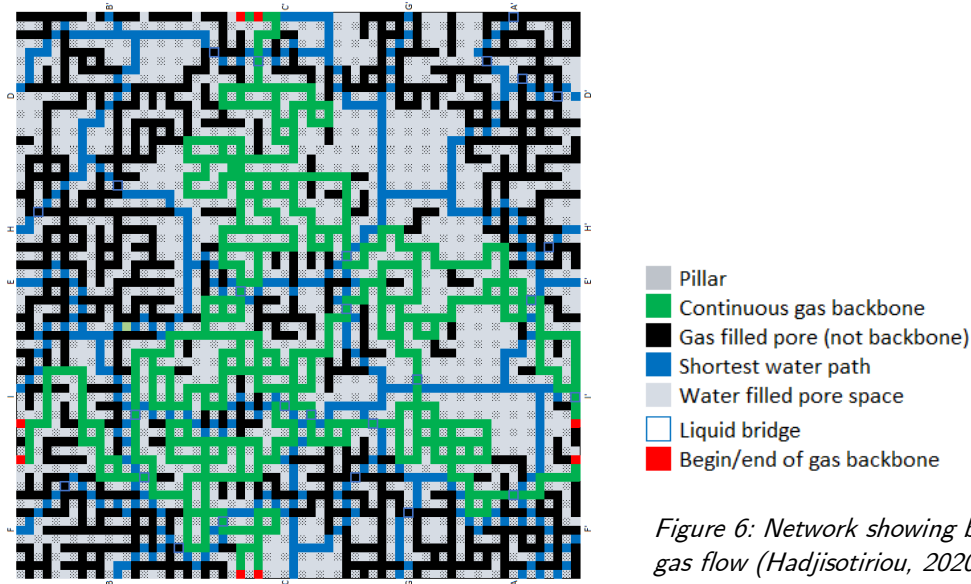 B'
C'
G'
A'
D
D'
H
H'
E
E'
I
I'
F
F'
B
C
G
A
Pillar
Continuous gas backbone
Gas filled pore (not backbone)
Shortest water path
Water filled pore space
Liquid bridge
Begin/end of gas backbone
Figure 6: Network showing b
gas flow (Hadjisotiriou, 2020